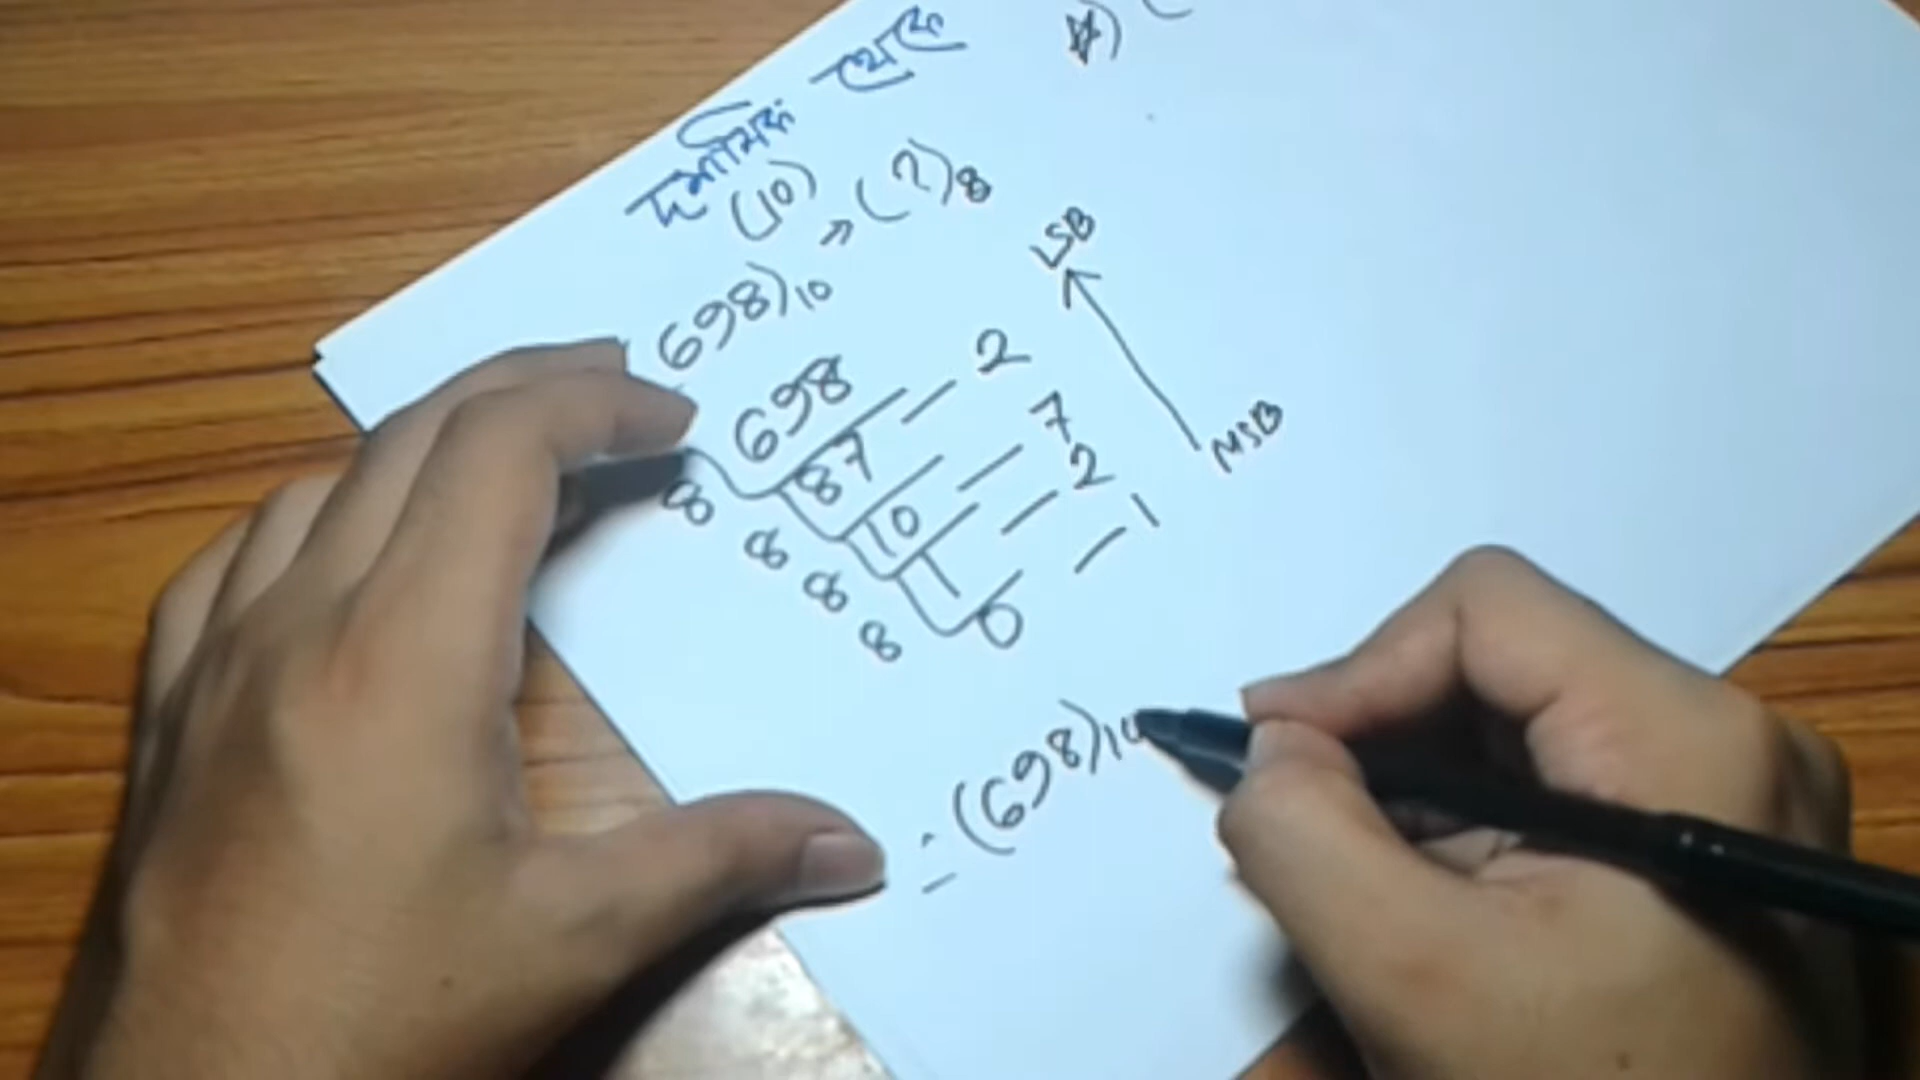 দশমিক থেকে
(10) → (?)8
698)10
8 698 — 2
8 87 — 7
8 10 — 2
8 1 — 1
0
LSB
MSB
= (698)10